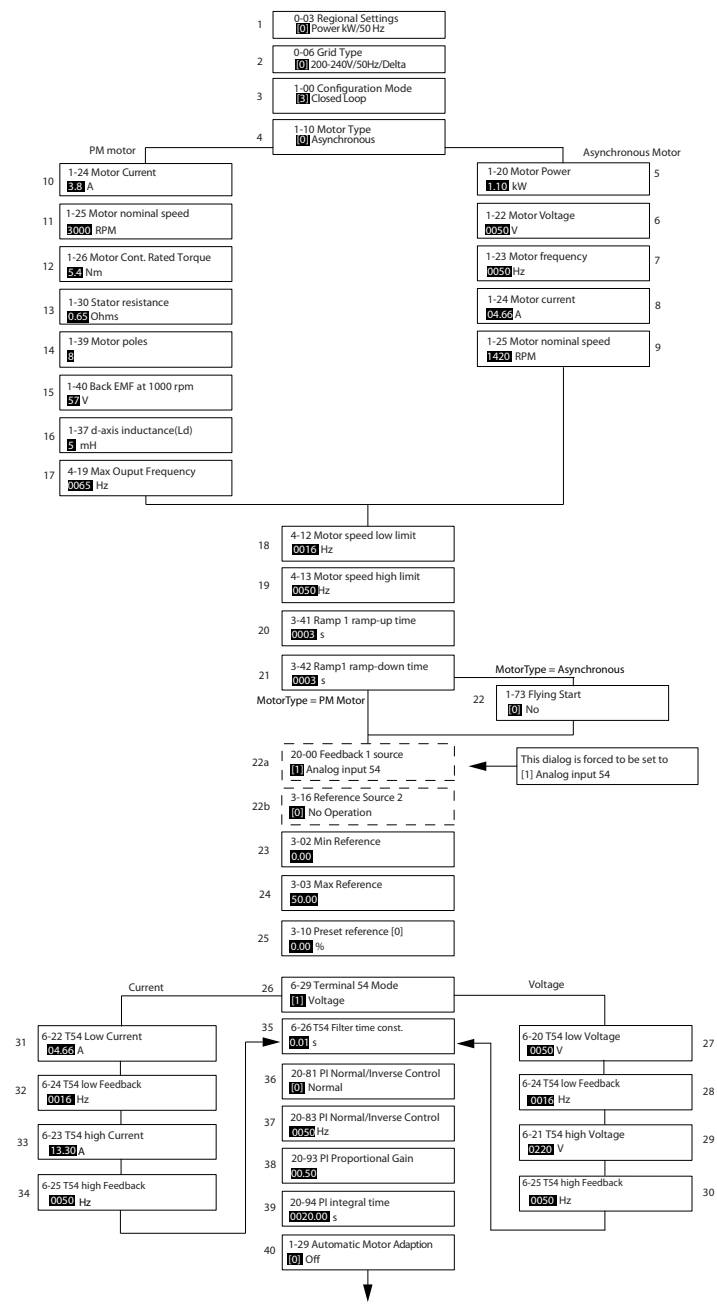 1
0-03 Regional Settings
[0] Power kW/50 Hz
2
0-06 Grid Type
[0] 200-240V/50Hz/Delta
3
1-00 Configuration Mode
[3] Closed Loop
4
1-10 Motor Type
[0] Asynchronous
PM motor
Asynchronous Motor
10
1-24 Motor Current
3.8 A
11
1-25 Motor nominal speed
3000 RPM
12
1-26 Motor Cont. Rated Torque
5.4 Nm
13
1-30 Stator resistance
0.65 Ohms
14
1-39 Motor poles
8
15
1-40 Back EMF at 1000 rpm
57 V
16
1-37 d-axis inductance(Ld)
5 mH
17
4-19 Max Ouput Frequency
0065 Hz
1-20 Motor Power
1.10 kW
5
1-22 Motor Voltage
0050 V
6
1-23 Motor frequency
0050 Hz
7
1-24 Motor current
04.66 A
8
1-25 Motor nominal speed
1420 RPM
9
18
4-12 Motor speed low limit
0016 Hz
19
4-13 Motor speed high limit
0050 Hz
20
3-41 Ramp 1 ramp-up time
0003 s
21
3-42 Ramp1 ramp-down time
0003 s
MotorType = Asynchronous
MotorType = PM Motor
22
1-73 Flying Start
[0] No
22a
20-00 Feedback 1 source
[1] Analog input 54
This dialog is forced to be set to
[1] Analog input 54
22b
3-16 Reference Source 2
[0] No Operation
23
3-02 Min Reference
0.00
24
3-03 Max Reference
50.00
25
3-10 Preset reference [0]
0.00 %
26
6-29 Terminal 54 Mode
[1] Voltage
Current
Voltage
31
6-22 T54 Low Current
04.66 A
32
6-24 T54 low Feedback
0016 Hz
33
6-23 T54 high Current
13.30 A
34
6-25 T54 high Feedback
0050 Hz
35
6-26 T54 Filter time const.
0.01 s
36
20-81 PI Normal/Inverse Control
[0] Normal
37
20-83 PI Normal/Inverse Control
0050 Hz
38
20-93 PI Proportional Gain
00.50
39
20-94 PI integral time
0020.00 s
40
1-29 Automatic Motor Adaption
[0] Off
6-20 T54 low Voltage
0050 V
27
6-24 T54 low Feedback
0016 Hz
28
6-21 T54 high Voltage
0220 V
29
6-25 T54 high Feedback
0050 Hz
30